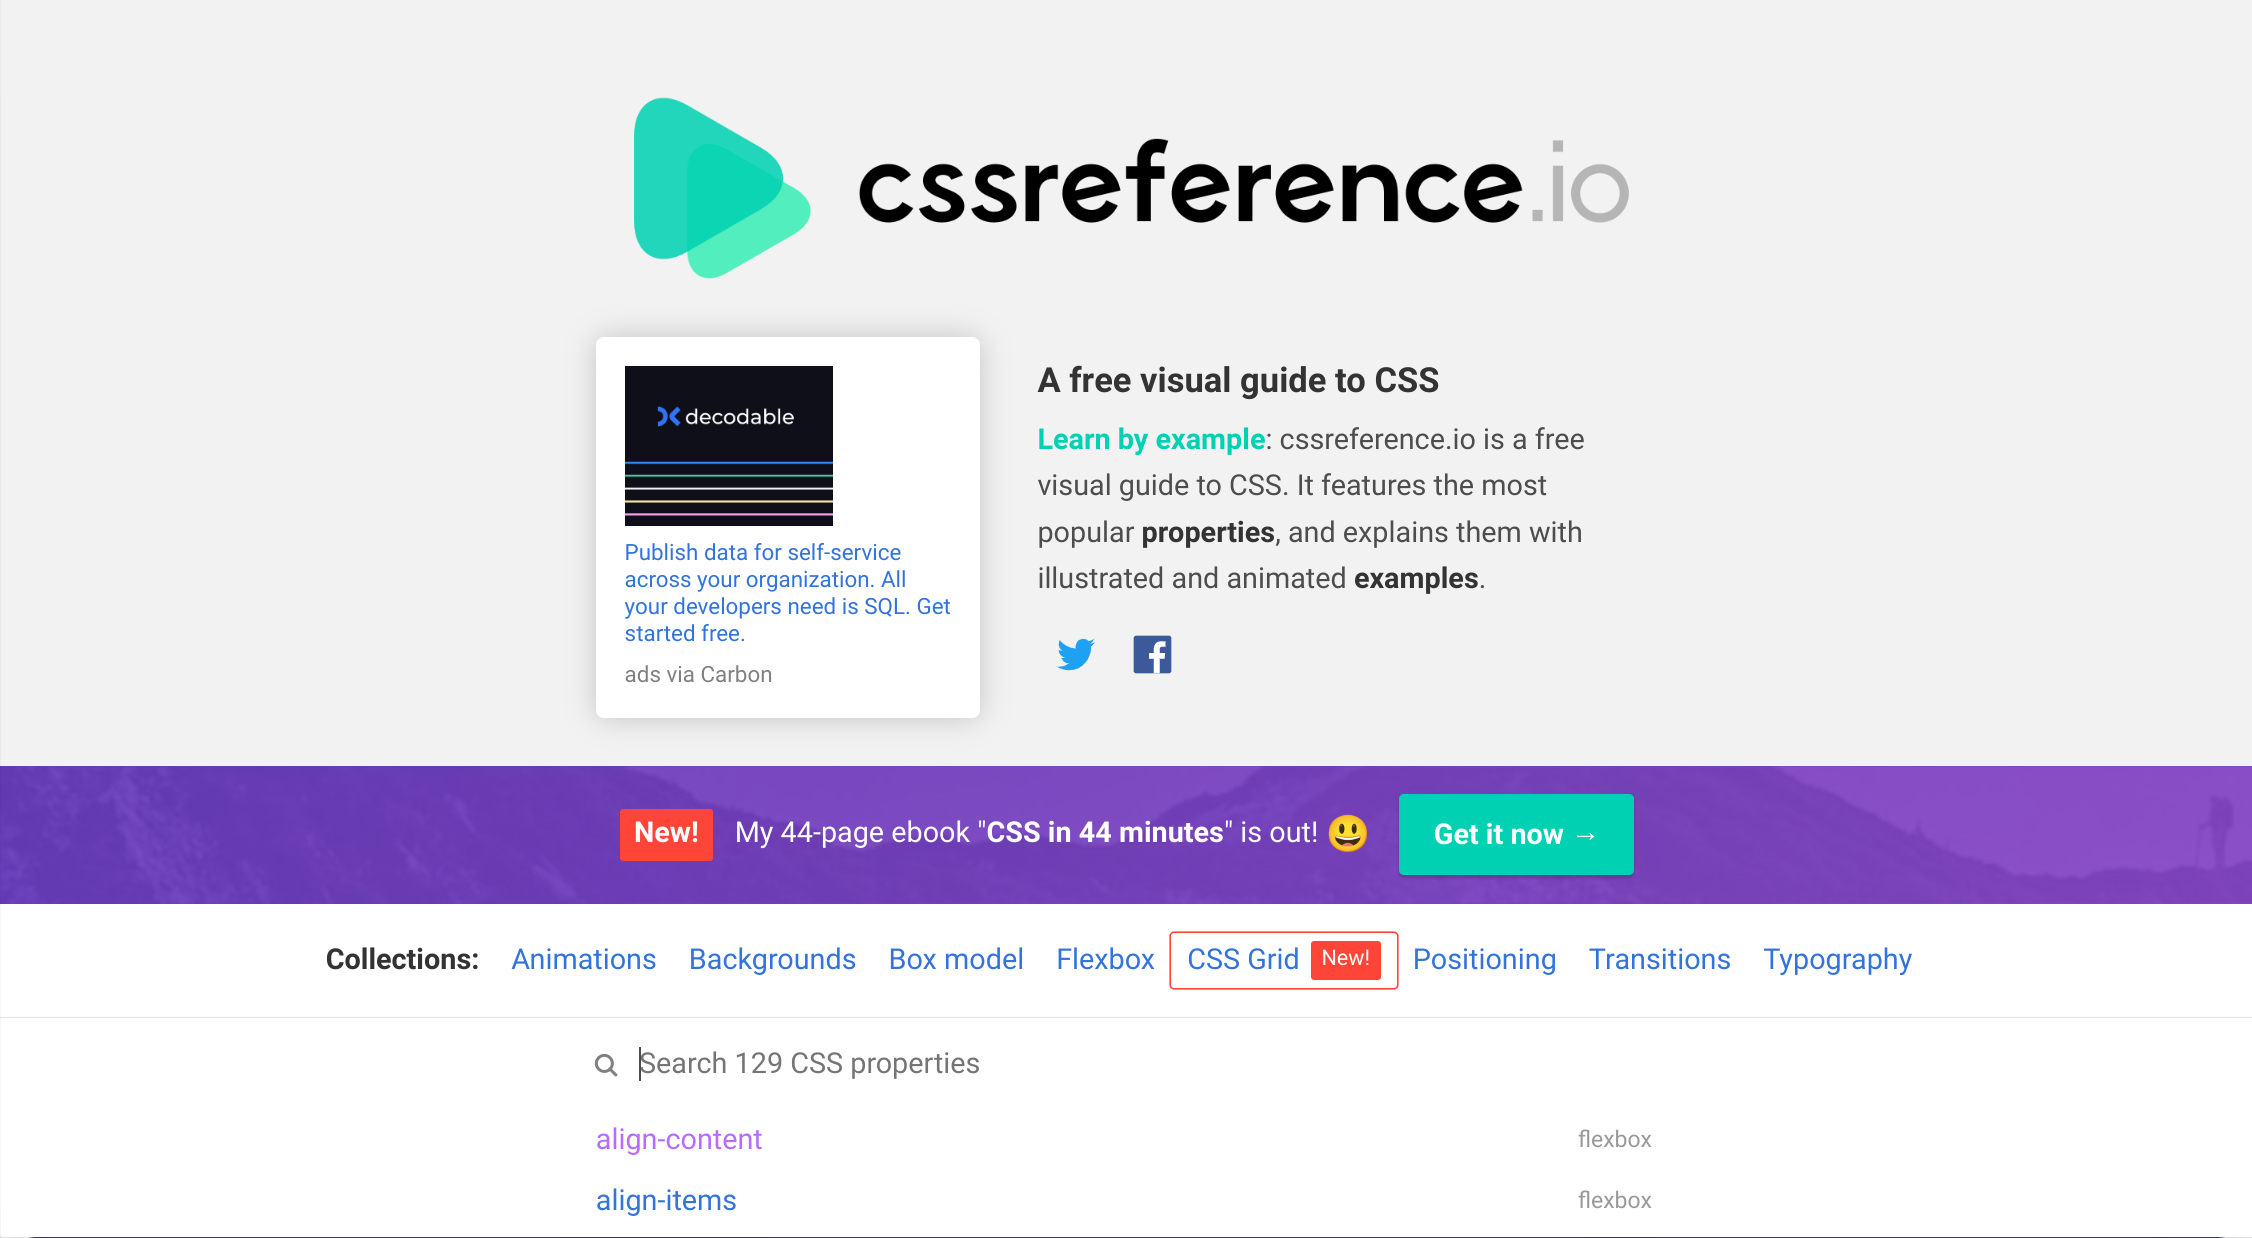 cssreference.io
decodable
Publish data for self-service
across your organization. All
your developers need is SQL. Get
started free.
ads via Carbon
A free visual guide to CSS
Learn by example: cssreference.io is a free
visual guide to CSS. It features the most
popular properties, and explains them with
illustrated and animated examples.
New! My 44-page ebook "CSS in 44 minutes" is out! 😃 Get it now →
Collections: Animations Backgrounds Box model Flexbox CSS Grid New! Positioning Transitions Typography
Search 129 CSS properties
align-content flexbox
align-items flexbox